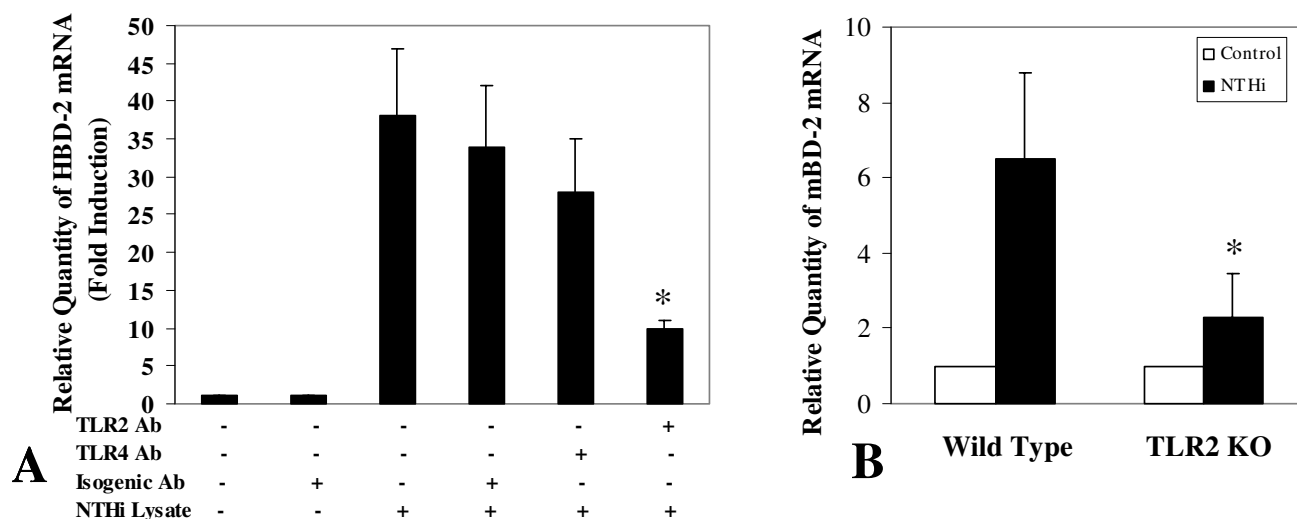 Relative Quantity of HBD-2 mRNA
(Fold Induction)
50
45
40
35
30
25
20
15
10
5
0
*
TLR2 Ab - - - - - +
TLR4 Ab - - - - + -
Isogenic Ab - + - + - -
NTHi Lysate - - + + + +
A
Relative Quantity of mBD-2 mRNA
10
8
6
4
2
0
Control
NTHi
*
Wild Type TLR2 KO
B